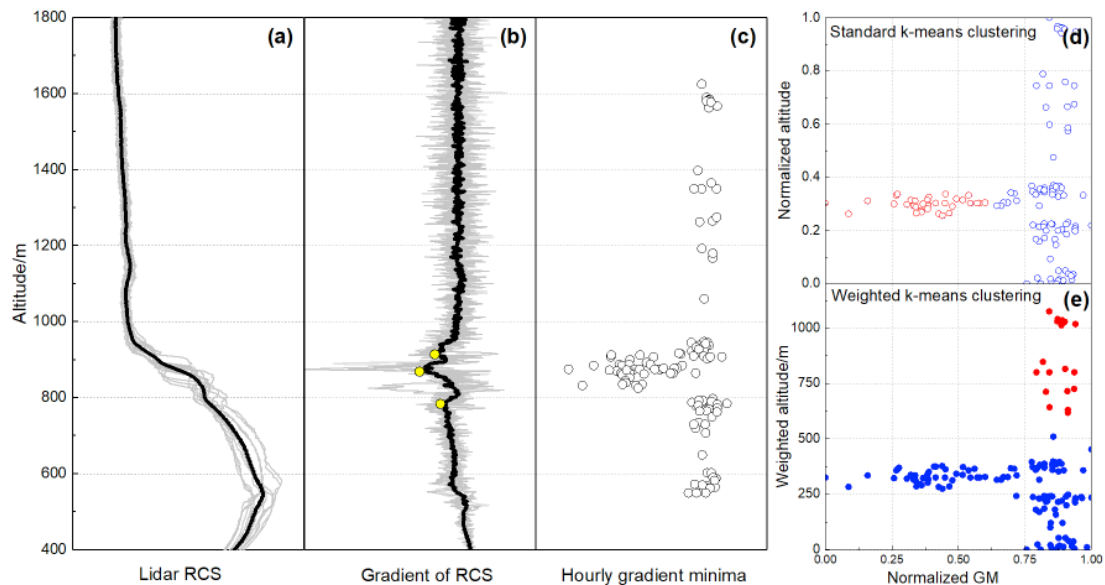 1800
1600
1400
1200
1000
800
600
400
Altitude/m
(a)
(b)
(c)
Lidar RCS
Gradient of RCS
Hourly gradient minima
Standard k-means clustering
(d)
1.0
0.8
0.6
0.4
0.2
0.0
Normalized altitude
Weighted k-means clustering
(e)
1000
750
500
250
0
Weighted altitude/m
0.00
0.25
0.50
0.75
1.00
Normalized GM